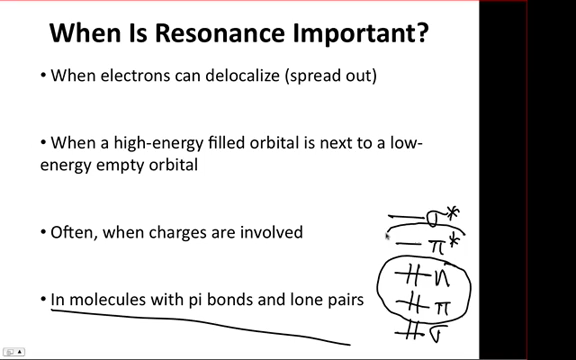 When Is Resonance Important?
• When electrons can delocalize (spread out)
• When a high-energy filled orbital is next to a low-
energy empty orbital
• Often, when charges are involved
• In molecules with pi bonds and lone pairs
σ*
π*
n
π
σ